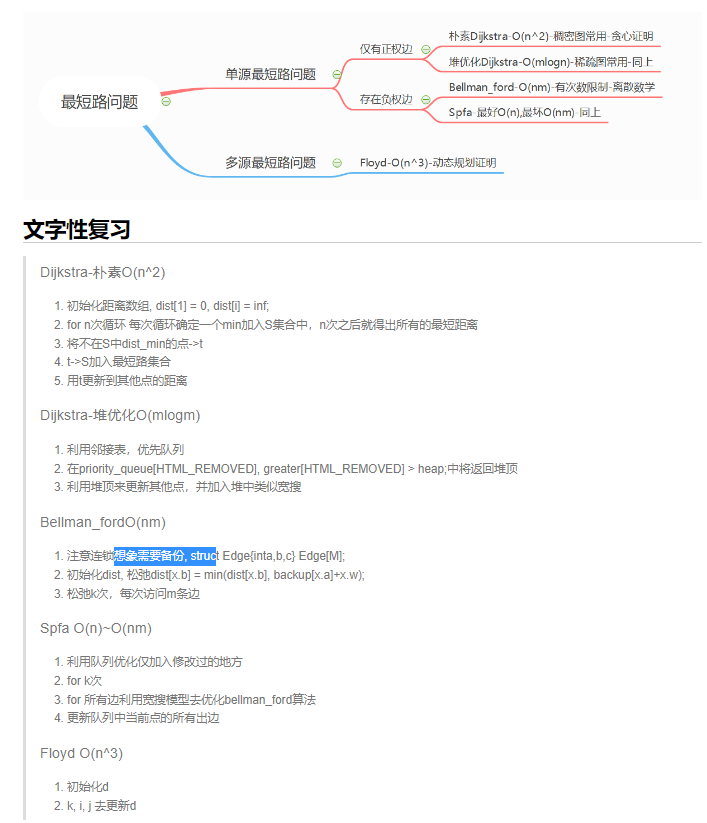 最短路问题
单源最短路问题
仅有正权边
朴素Dijkstra-O(n^2)-稠密图常用-贪心证明
堆优化Dijkstra-O(mlogn)-稀疏图常用-同上
存在负权边
Bellman_ford-O(nm)-有次数限制-离散数学
Spfa-最好O(n),最坏O(nm)-同上
多源最短路问题
Floyd-O(n^3)-动态规划证明
文字性复习
Dijkstra-朴素O(n^2)
1. 初始化距离数组, dist[1] = 0, dist[i] = inf;
2. for n次循环 每次循环确定一个min加入S集合中，n次之后就得出所有的最短距离
3. 将不在S中dist_min的点->t
4. t->S加入最短路集合
5. 用t更新到其他点的距离
Dijkstra-堆优化O(mlogm)
1. 利用邻接表，优先队列
2. 在priority_queue[HTML_REMOVED], greater[HTML_REMOVED] > heap;中将返回堆顶
3. 利用堆顶来更新其他点，并加入堆中类似宽搜
Bellman_fordO(nm)
1. 注意连锁想象需要备份, struct Edge{inta,b,c} Edge[M];
2. 初始化dist, 松弛dist[x.b] = min(dist[x.b], backup[x.a]+x.w);
3. 松弛k次，每次访问m条边
Spfa O(n)~O(nm)
1. 利用队列优化仅加入修改过的地方
2. for k次
3. for 所有边利用宽搜模型去优化bellman_ford算法
4. 更新队列中当前点的所有出边
Floyd O(n^3)
1. 初始化d
2. k, i, j 去更新d